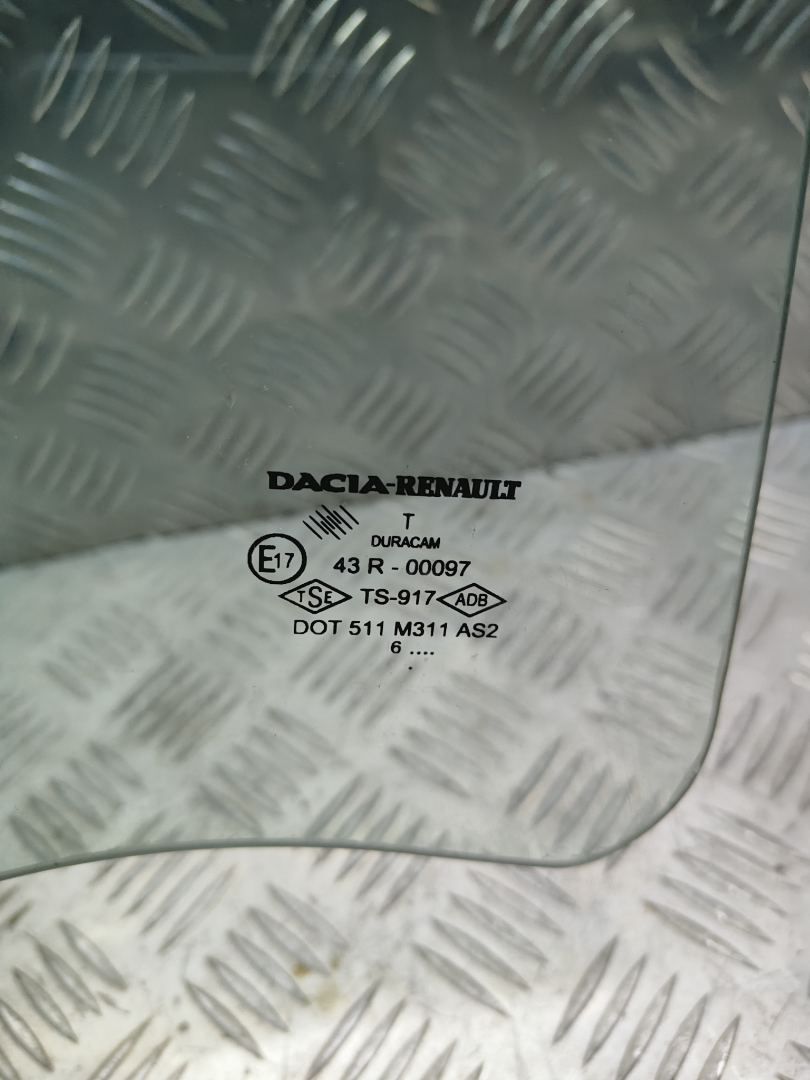 DACIA-RENAULT
T
DURACAM
E17 43 R - 00097
TSE TS-917 ADB
DOT 511 M311 AS2
6 ....
.